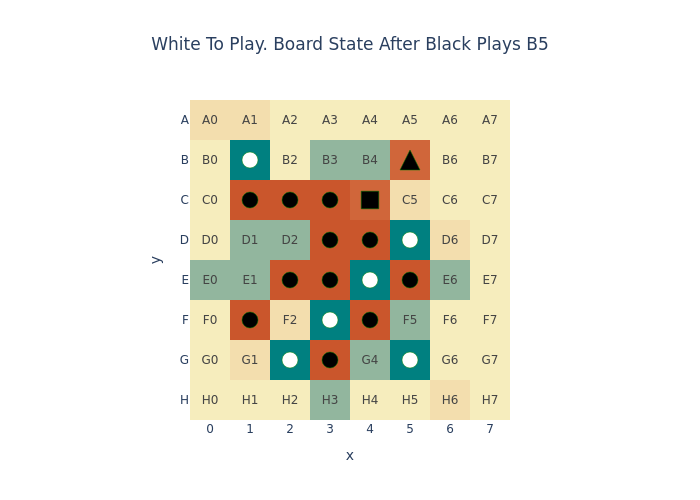 White To Play. Board State After Black Plays B5
A A0 A1 A2 A3 A4 A5 A6 A7
B B0 B2 B3 B4 B6 B7
C C0 C5 C6 C7
D D0 D1 D2 D6 D7
E E0 E1 E6 E7
F F0 F2 F5 F6 F7
G G0 G1 G4 G6 G7
H H0 H1 H2 H3 H4 H5 H6 H7
0 1 2 3 4 5 6 7
x
y